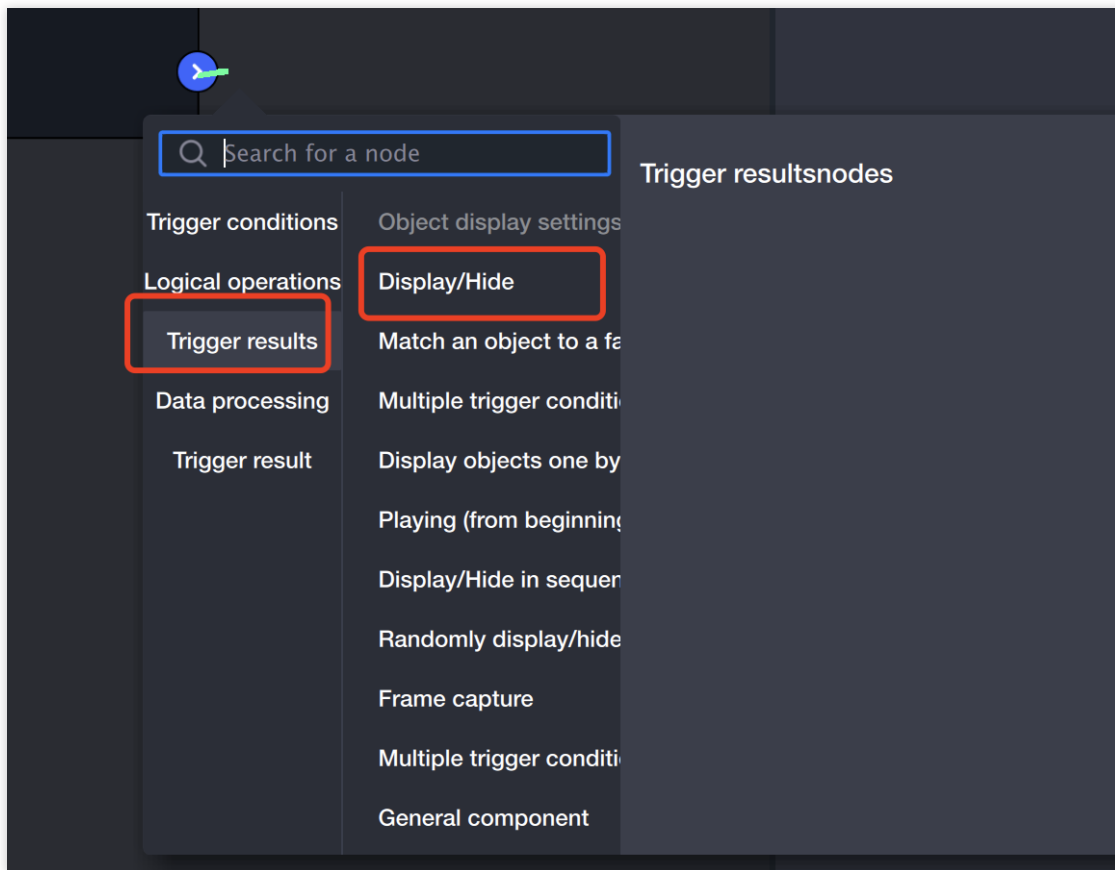 Search for a node
Trigger resultsnodes
Trigger conditions
Logical operations
Trigger results
Data processing
Trigger result
Object display settings
Display/Hide
Match an object to a fa
Multiple trigger conditi
Display objects one by
Playing (from beginning
Display/Hide in sequen
Randomly display/hide
Frame capture
Multiple trigger conditi
General component